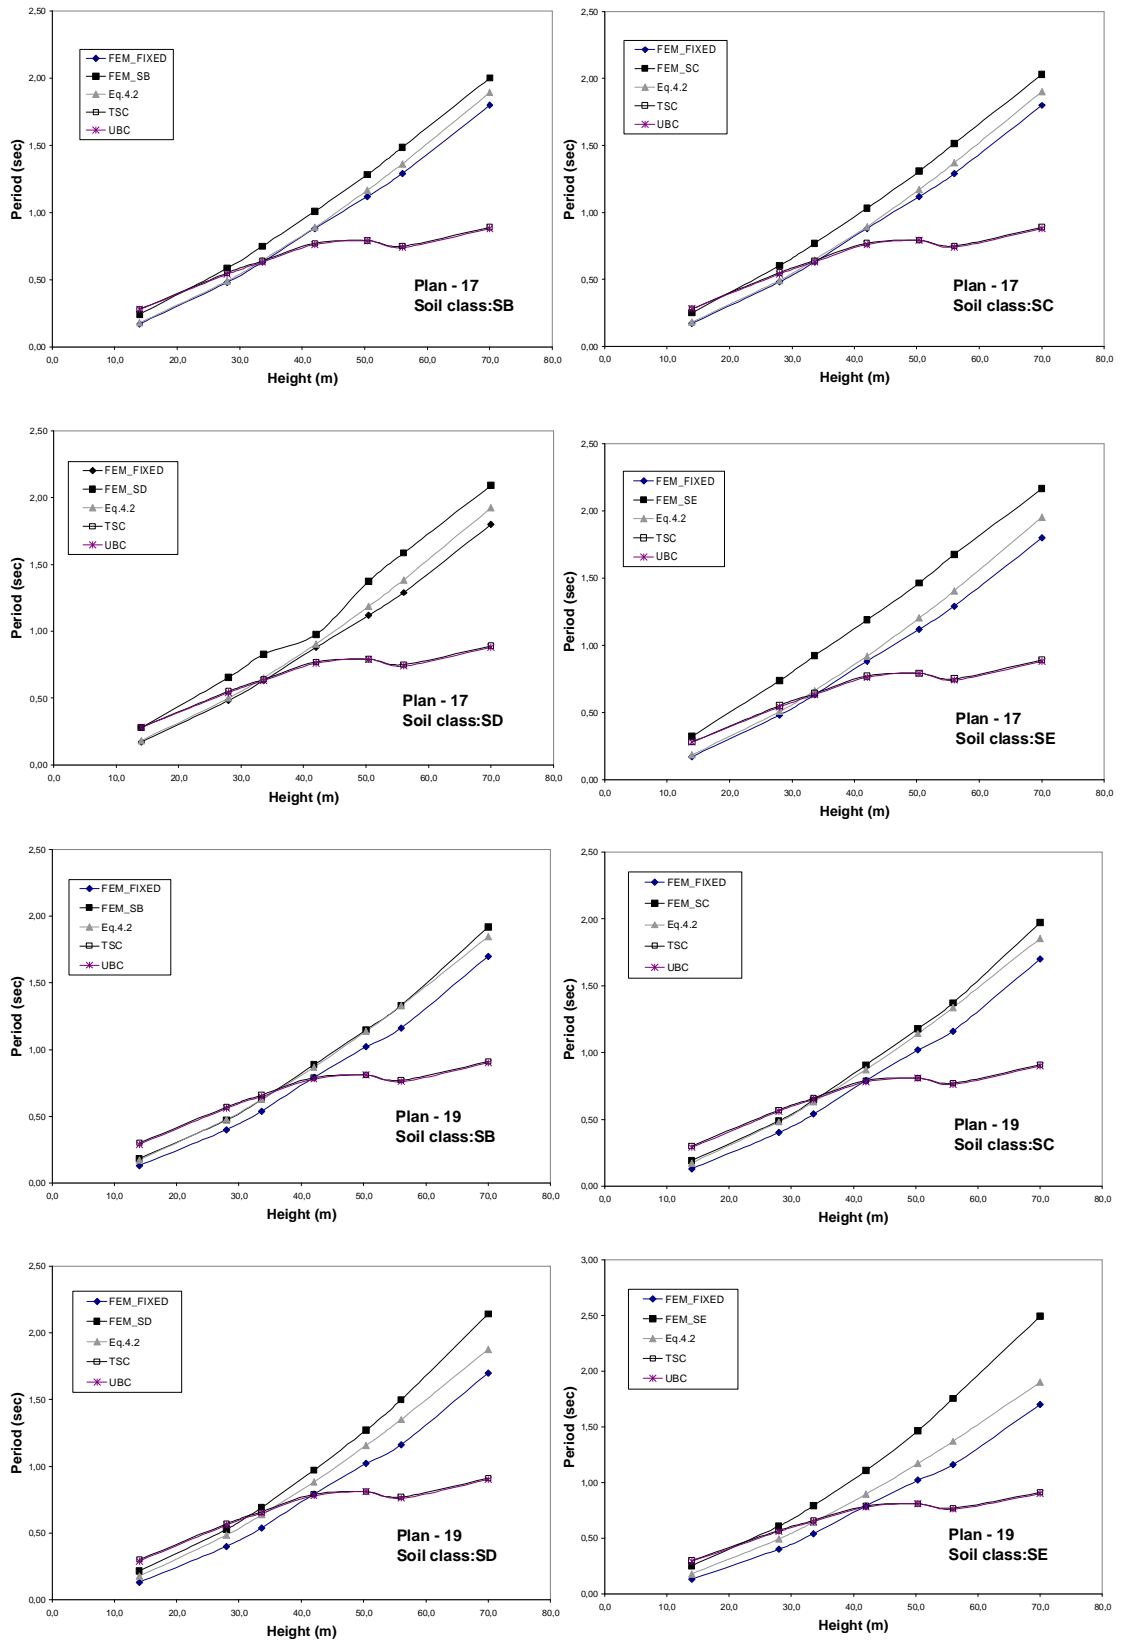 2,50
2,00
1,50
1,00
0,50
0,00
Period (sec)
FEM_FIXED
FEM_SB
Eq.4.2
TSC
UBC
Plan - 17
Soil class:SB
0,0 10,0 20,0 30,0 40,0 50,0 60,0 70,0 80,0
Height (m)
2,50
2,00
1,50
1,00
0,50
0,00
Period (sec)
FEM_FIXED
FEM_SC
Eq.4.2
TSC
UBC
Plan - 17
Soil class:SC
0,0 10,0 20,0 30,0 40,0 50,0 60,0 70,0 80,0
Height (m)
2,50
2,00
1,50
1,00
0,50
0,00
Period (sec)
FEM_FIXED
FEM_SD
Eq.4.2
TSC
UBC
Plan - 17
Soil class:SD
0,0 10,0 20,0 30,0 40,0 50,0 60,0 70,0 80,0
Height (m)
2,50
2,00
1,50
1,00
0,50
0,00
Period (sec)
FEM_FIXED
FEM_SE
Eq.4.2
TSC
UBC
Plan - 17
Soil class:SE
0,0 10,0 20,0 30,0 40,0 50,0 60,0 70,0 80,0
Height (m)
2,50
2,00
1,50
1,00
0,50
0,00
Period (sec)
FEM_FIXED
FEM_SB
Eq.4.2
TSC
UBC
Plan - 19
Soil class:SB
0,0 10,0 20,0 30,0 40,0 50,0 60,0 70,0 80,0
Height (m)
2,50
2,00
1,50
1,00
0,50
0,00
Period (sec)
FEM_FIXED
FEM_SC
Eq.4.2
TSC
UBC
Plan - 19
Soil class:SC
0,0 10,0 20,0 30,0 40,0 50,0 60,0 70,0 80,0
Height (m)
2,50
2,00
1,50
1,00
0,50
0,00
Period (sec)
FEM_FIXED
FEM_SD
Eq.4.2
TSC
UBC
Plan - 19
Soil class:SD
0,0 10,0 20,0 30,0 40,0 50,0 60,0 70,0 80,0
Height (m)
3,00
2,50
2,00
1,50
1,00
0,50
0,00
Period (sec)
FEM_FIXED
FEM_SE
Eq.4.2
TSC
UBC
Plan - 19
Soil class:SE
0,0 10,0 20,0 30,0 40,0 50,0 60,0 70,0 80,0
Height (m)